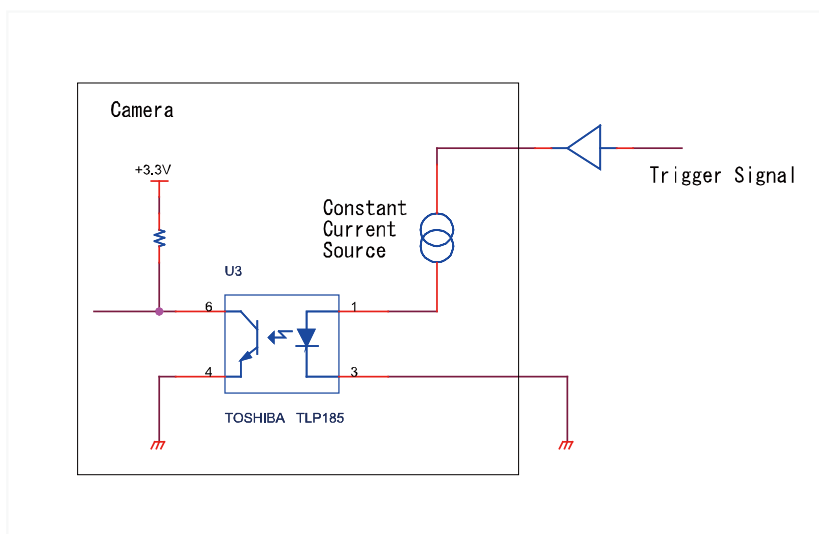 Camera
+3.3V
Trigger Signal
Constant
Current
Source
U3
6
1
4
3
TOSHIBA TLP185